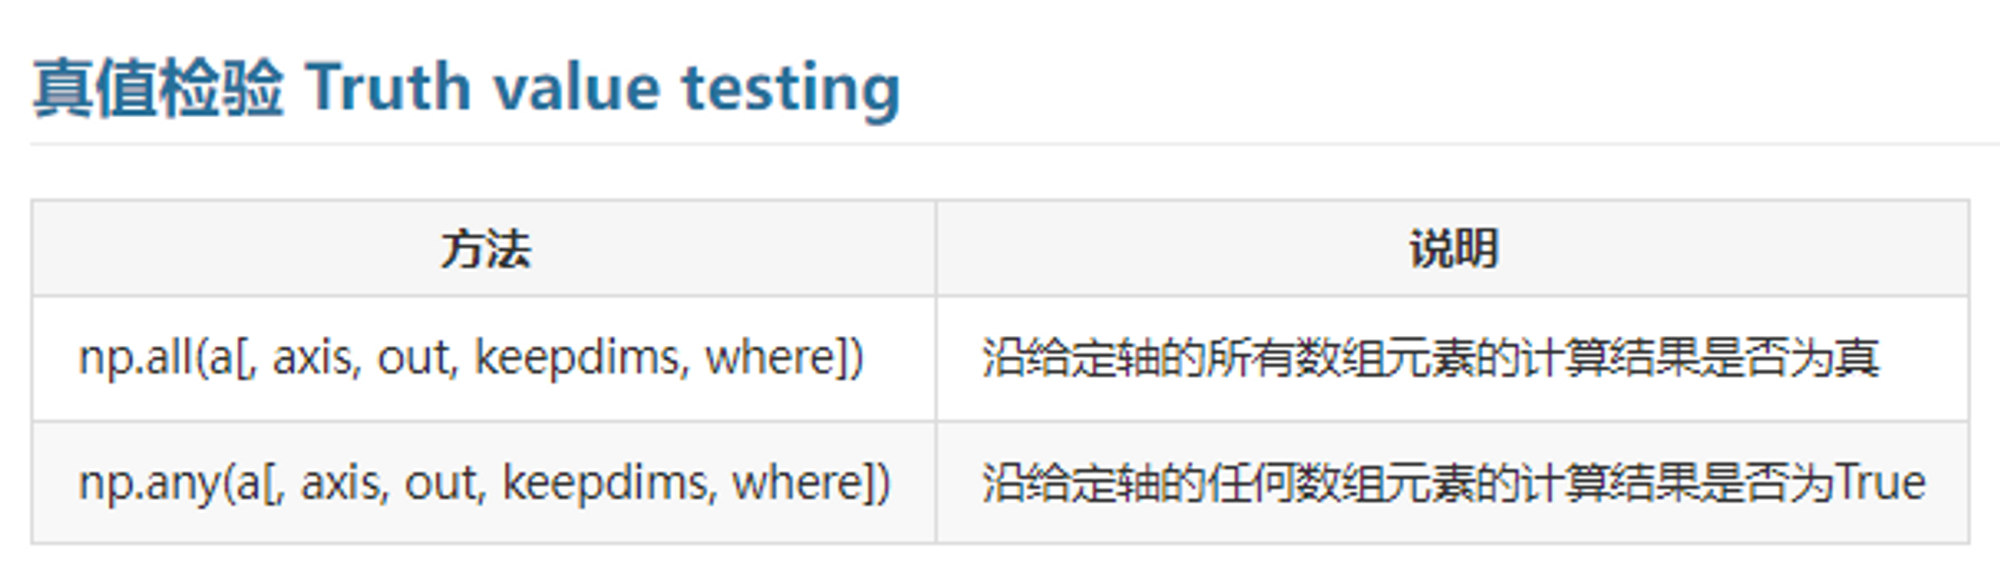 真值检验 Truth value testing
方法 说明
np.all(a[, axis, out, keepdims, where]) 沿给定轴的所有数组元素的计算结果是否为真
np.any(a[, axis, out, keepdims, where]) 沿给定轴的任何数组元素的计算结果是否为True